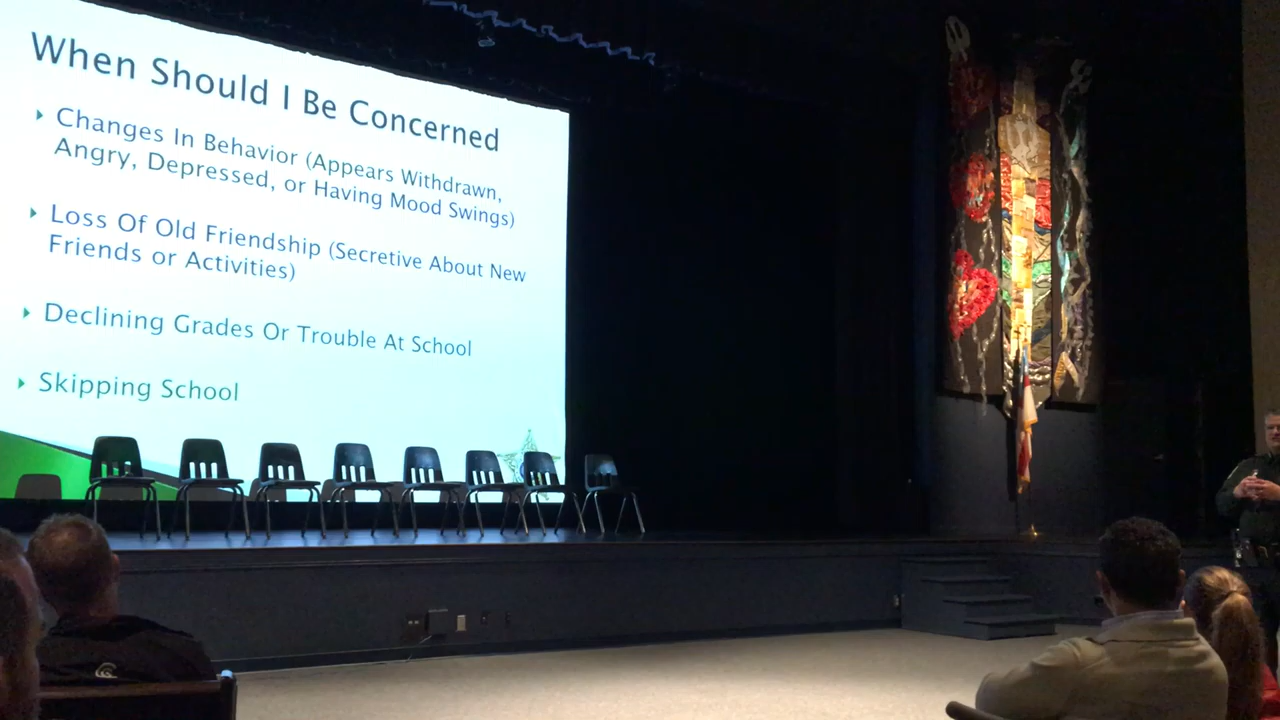 When Should I Be Concerned
Changes In Behavior (Appears Withdrawn,
Angry, Depressed, or Having Mood Swings)
Loss Of Old Friendship (Secretive About New
Friends or Activities)
Declining Grades Or Trouble At School
Skipping School